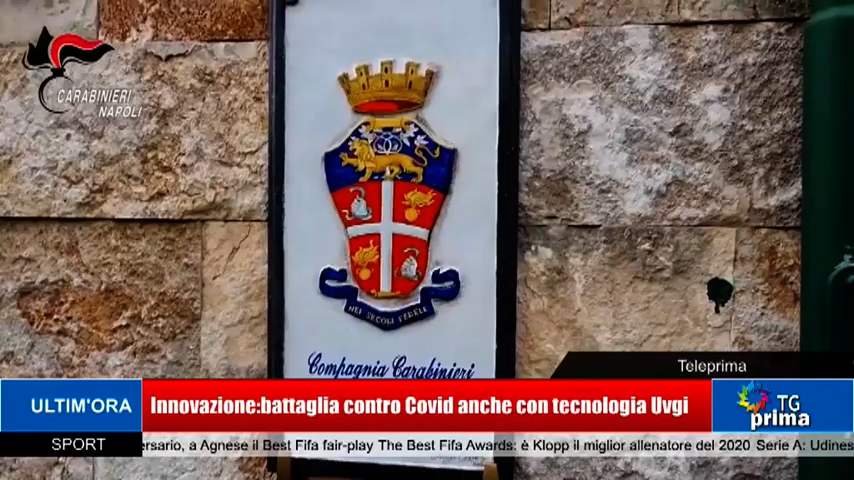 CARABINIERI
NAPOLI
NEI SECOLI FEDELE
Compagnia Carabinieri
Teleprima
ULTIM'ORA
Innovazione:battaglia contro Covid anche con tecnologia Uvgi
TG
prima
SPORT
ersario, a Agnese il Best Fifa fair-play The Best Fifa Awards: è Klopp il miglior allenatore del 2020 Serie A: Udines